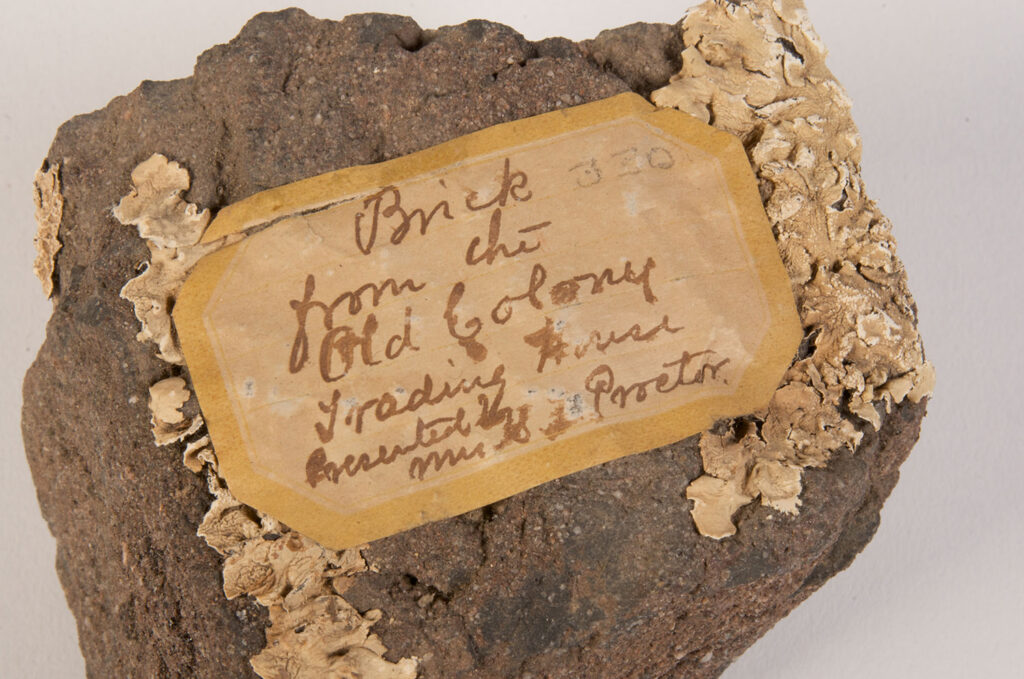 Brick 330
from the
Old Colony
Trading House
Presented by
Proctor.